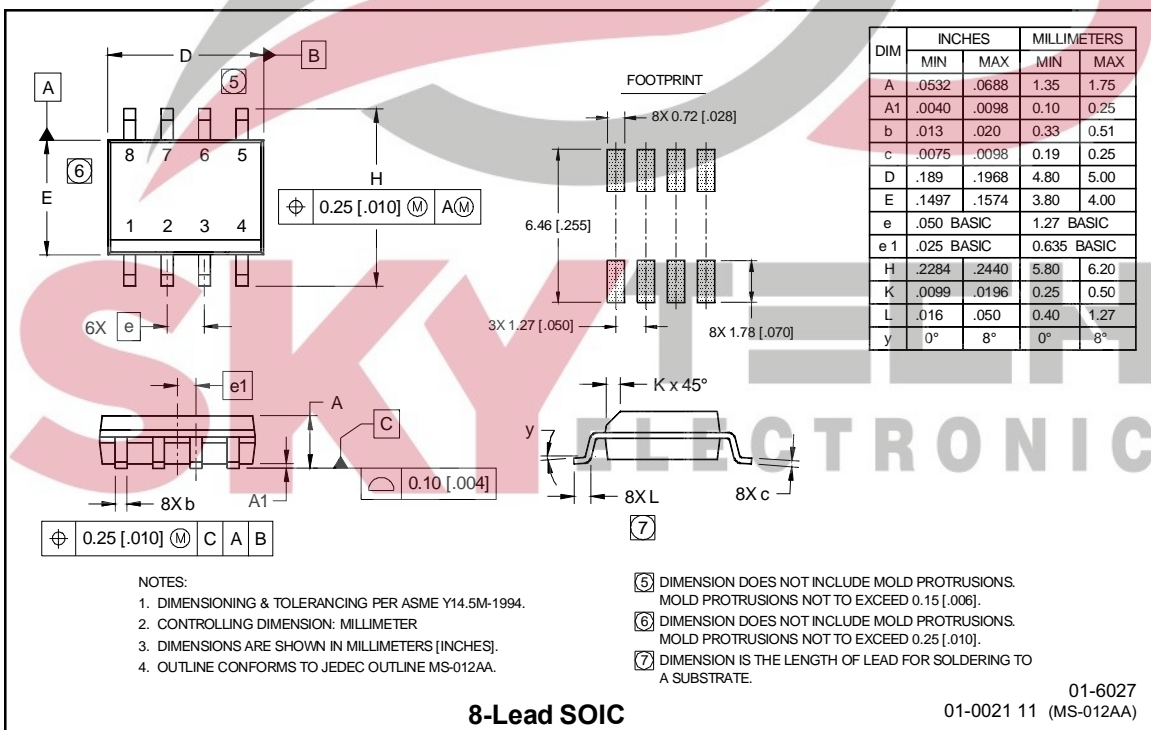 D
B
A
5
8 7 6 5
6
E
H
1 2 3 4
0.25 [.010] M A M
6X e
FOOTPRINT
8X 0.72 [.028]
6.46 [.255]
3X 1.27 [.050]
8X 1.78 [.070]
DIM INCHES MILLIMETERS
MIN MAX MIN MAX
A .0532 .0688 1.35 1.75
A1 .0040 .0098 0.10 0.25
b .013 .020 0.33 0.51
c .0075 .0098 0.19 0.25
D .189 .1968 4.80 5.00
E .1497 .1574 3.80 4.00
e .050 BASIC 1.27 BASIC
e 1 .025 BASIC 0.635 BASIC
H .2284 .2440 5.80 6.20
K .0099 .0196 0.25 0.50
L .016 .050 0.40 1.27
y 0° 8° 0° 8°
SKYTECH
ELECTRONIC
e1
A
C
0.10 [.004]
A1
8X b
0.25 [.010] M C A B
K x 45°
y
8X L
8X c
7
NOTES:
1. DIMENSIONING & TOLERANCING PER ASME Y14.5M-1994.
2. CONTROLLING DIMENSION: MILLIMETER
3. DIMENSIONS ARE SHOWN IN MILLIMETERS [INCHES].
4. OUTLINE CONFORMS TO JEDEC OUTLINE MS-012AA.
5 DIMENSION DOES NOT INCLUDE MOLD PROTRUSIONS.
MOLD PROTRUSIONS NOT TO EXCEED 0.15 [.006].
6 DIMENSION DOES NOT INCLUDE MOLD PROTRUSIONS.
MOLD PROTRUSIONS NOT TO EXCEED 0.25 [.010].
7 DIMENSION IS THE LENGTH OF LEAD FOR SOLDERING TO
A SUBSTRATE.
8-Lead SOIC
01-6027
01-0021 11 (MS-012AA)